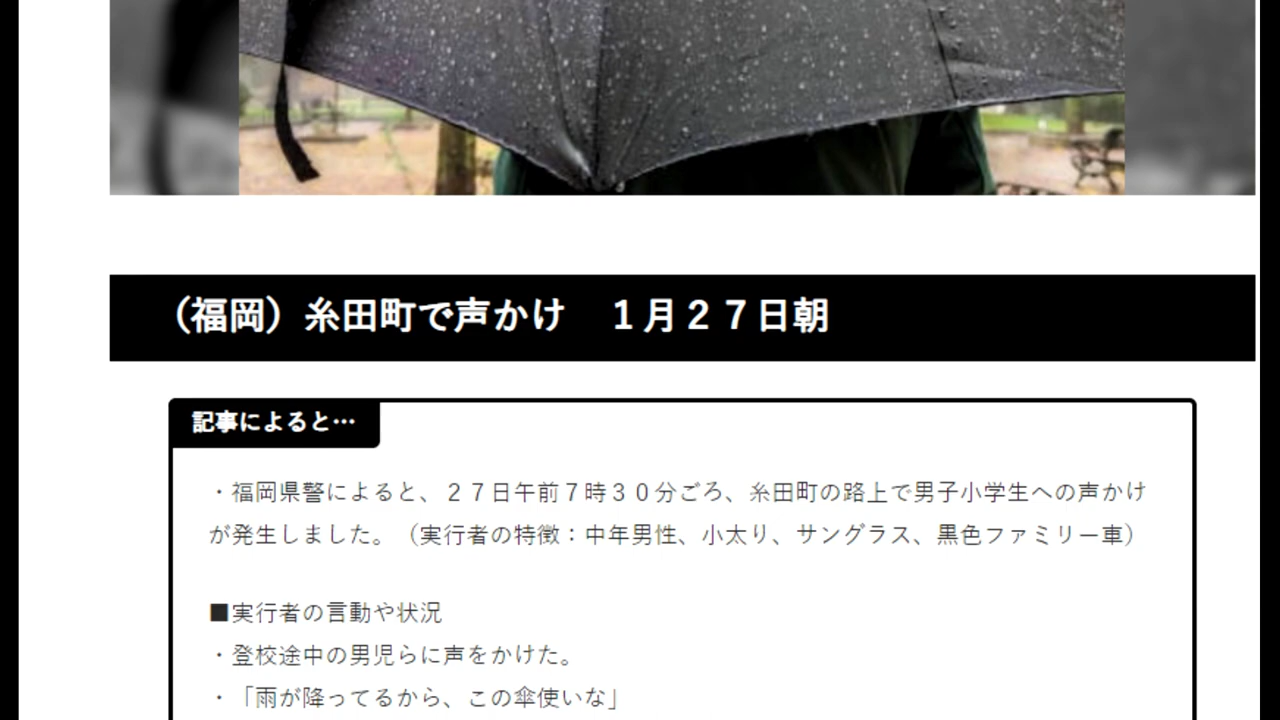 （福岡）糸田町で声かけ　１月２７日朝
記事によると…
・福岡県警によると、２７日午前７時３０分ごろ、糸田町の路上で男子小学生への声かけ
が発生しました。（実行者の特徴：中年男性、小太り、サングラス、黒色ファミリー車）
■実行者の言動や状況
・登校途中の男児らに声をかけた。
・「雨が降ってるから、この傘使いな」